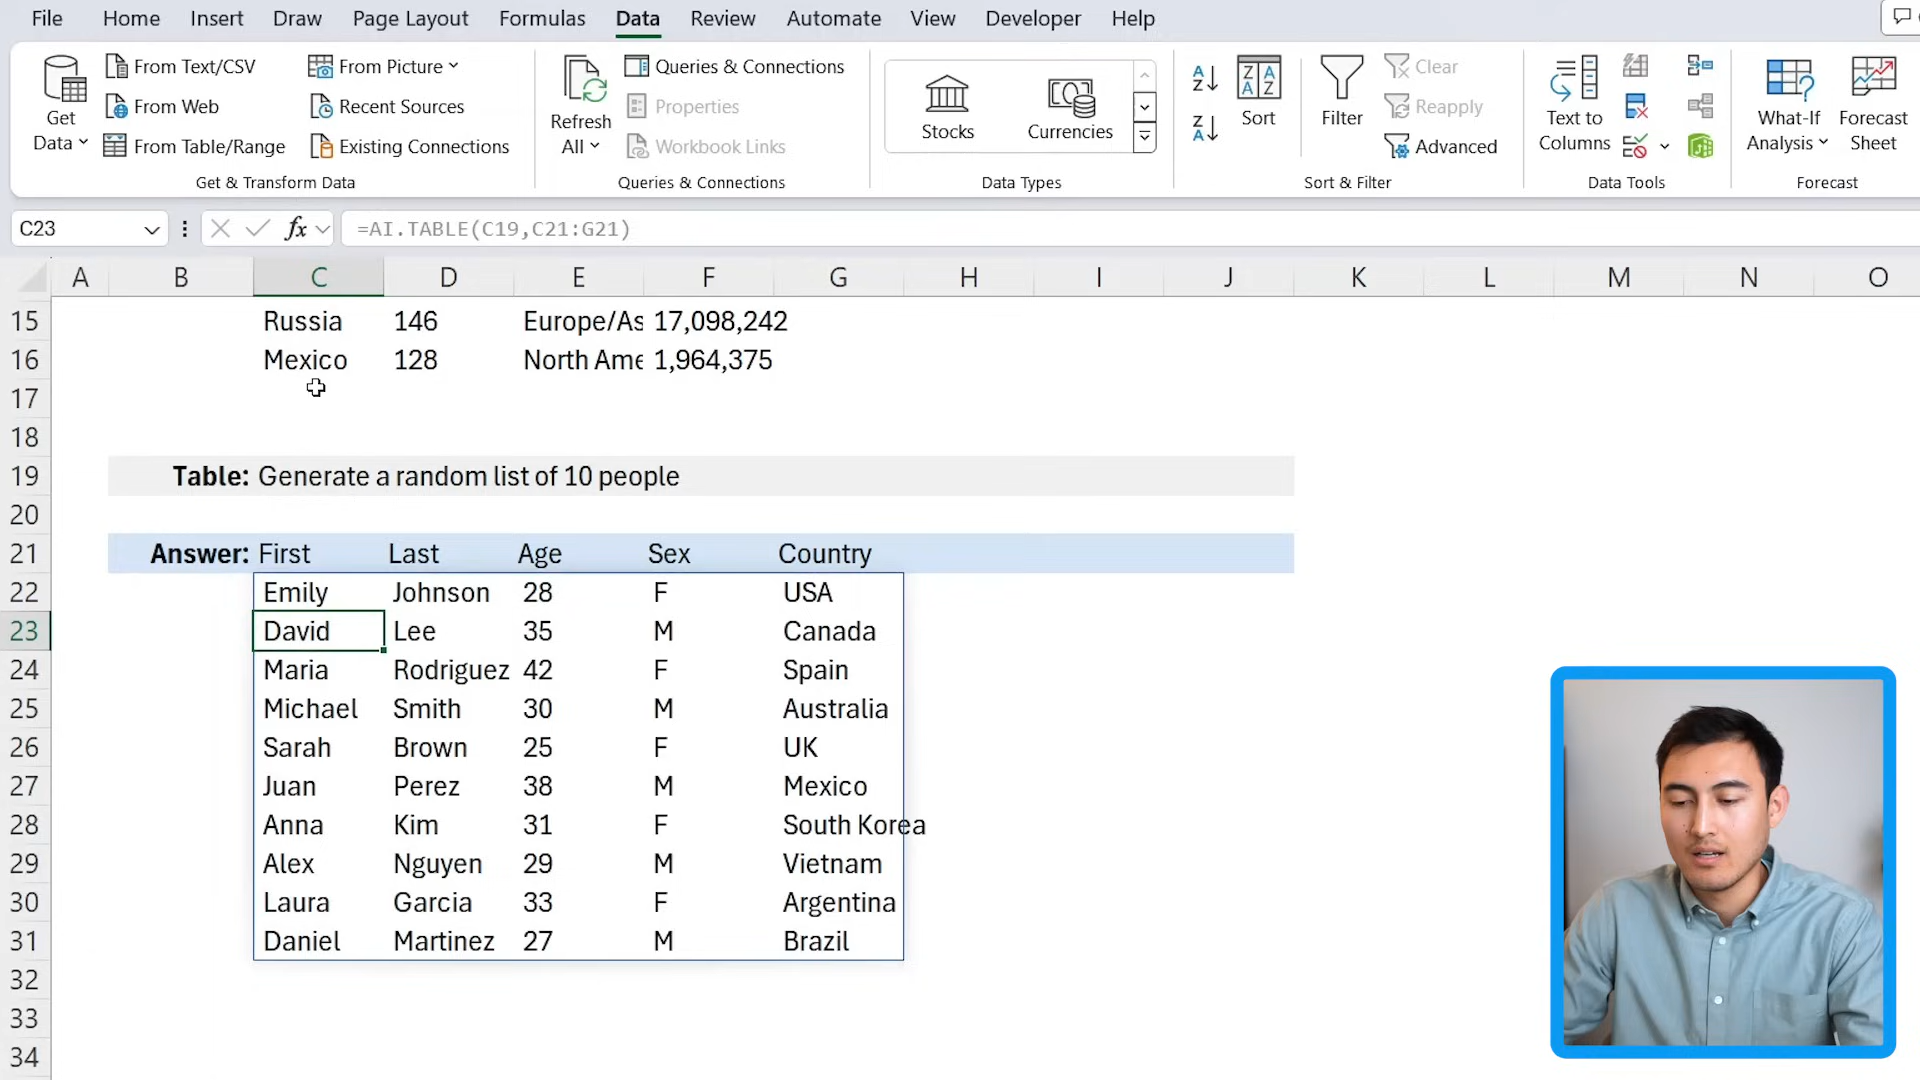 File Home Insert Draw Page Layout Formulas Data Review Automate View Developer Help
Get Data
From Text/CSV
From Web
From Table/Range
From Picture
Recent Sources
Existing Connections
Get & Transform Data
Refresh All
Queries & Connections
Properties
Workbook Links
Queries & Connections
Stocks
Currencies
Data Types
Sort
Filter
Clear
Reapply
Advanced
Sort & Filter
Text to Columns
Data Tools
What-If Analysis
Forecast Sheet
Forecast
C23 fx =AI.TABLE(C19,C21:G21)
A B C D E F G H I J K L M N O
15 Russia 146 Europe/As 17,098,242
16 Mexico 128 North Ame 1,964,375
17
18
19 Table: Generate a random list of 10 people
20
21 Answer: First Last Age Sex Country
22 Emily Johnson 28 F USA
23 David Lee 35 M Canada
24 Maria Rodriguez 42 F Spain
25 Michael Smith 30 M Australia
26 Sarah Brown 25 F UK
27 Juan Perez 38 M Mexico
28 Anna Kim 31 F South Korea
29 Alex Nguyen 29 M Vietnam
30 Laura Garcia 33 F Argentina
31 Daniel Martinez 27 M Brazil
32
33
34